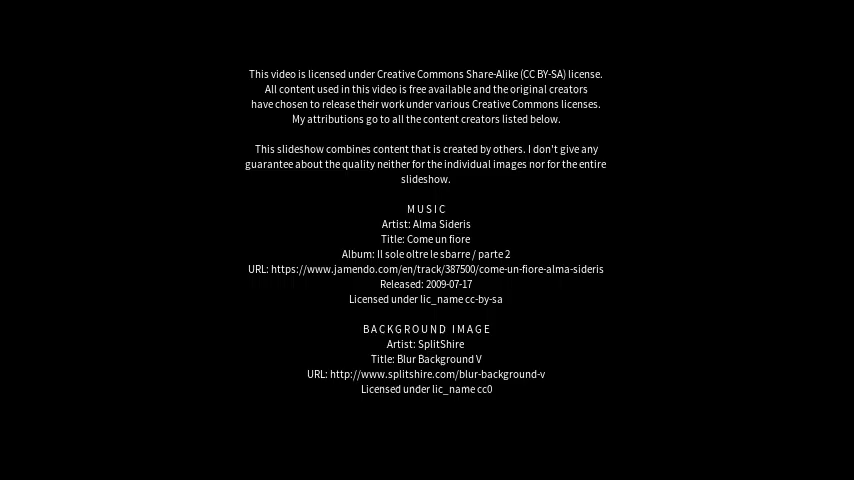 This video is licensed under Creative Commons Share-Alike (CC BY-SA) license.
All content used in this video is free available and the original creators
have chosen to release their work under various Creative Commons licenses.
My attributions go to all the content creators listed below.
This slideshow combines content that is created by others. I don't give any
guarantee about the quality neither for the individual images nor for the entire
slideshow.
MUSIC
Artist: Alma Sideris
Title: Come un fiore
Album: Il sole oltre le sbarre / parte 2
URL: https://www.jamendo.com/en/track/387500/come-un-fiore-alma-sideris
Released: 2009-07-17
Licensed under lic_name cc-by-sa
BACKGROUND IMAGE
Artist: SplitShire
Title: Blur Background V
URL: http://www.splitshire.com/blur-background-v
Licensed under lic_name cc0